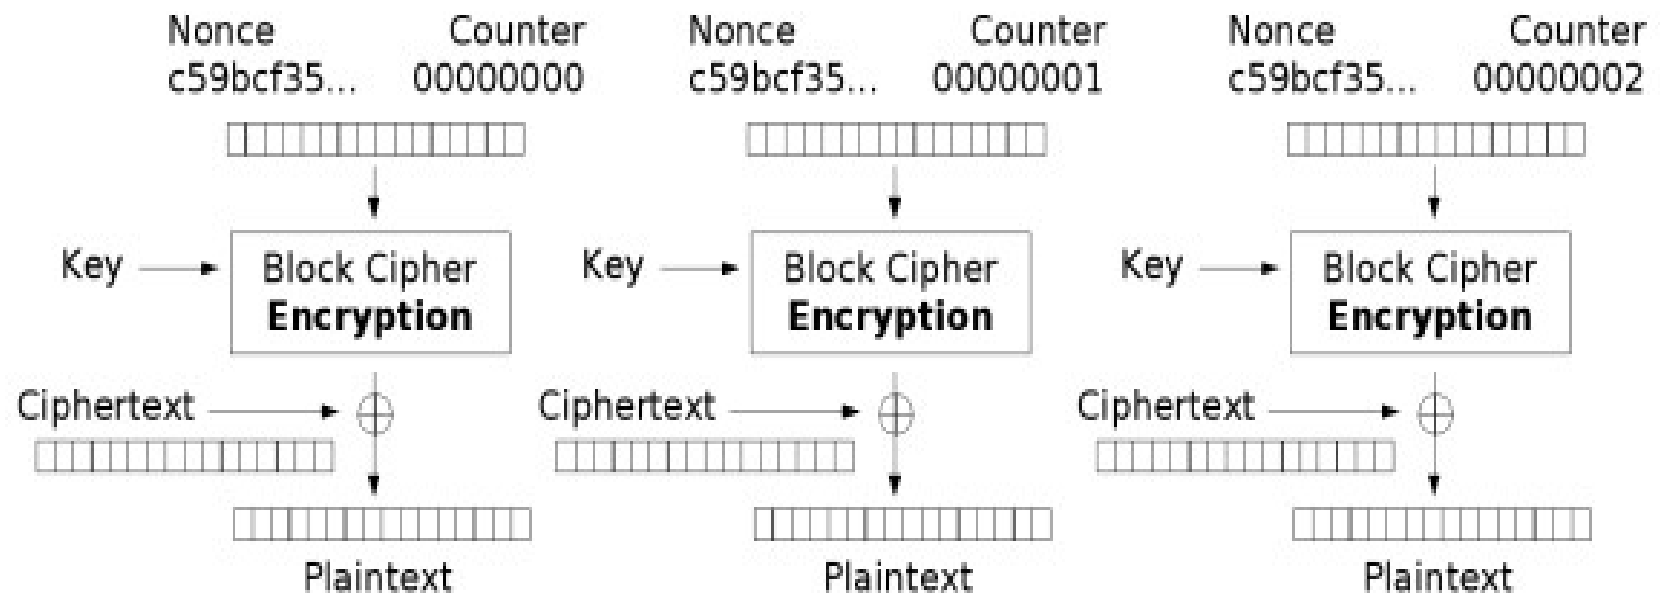 Nonce Counter Nonce Counter Nonce Counter
c59bcf35... 00000000 c59bcf35... 00000001 c59bcf35... 00000002
Key Block Cipher Key Block Cipher Key Block Cipher
Encryption Encryption Encryption
Ciphertext Ciphertext Ciphertext
Plaintext Plaintext Plaintext